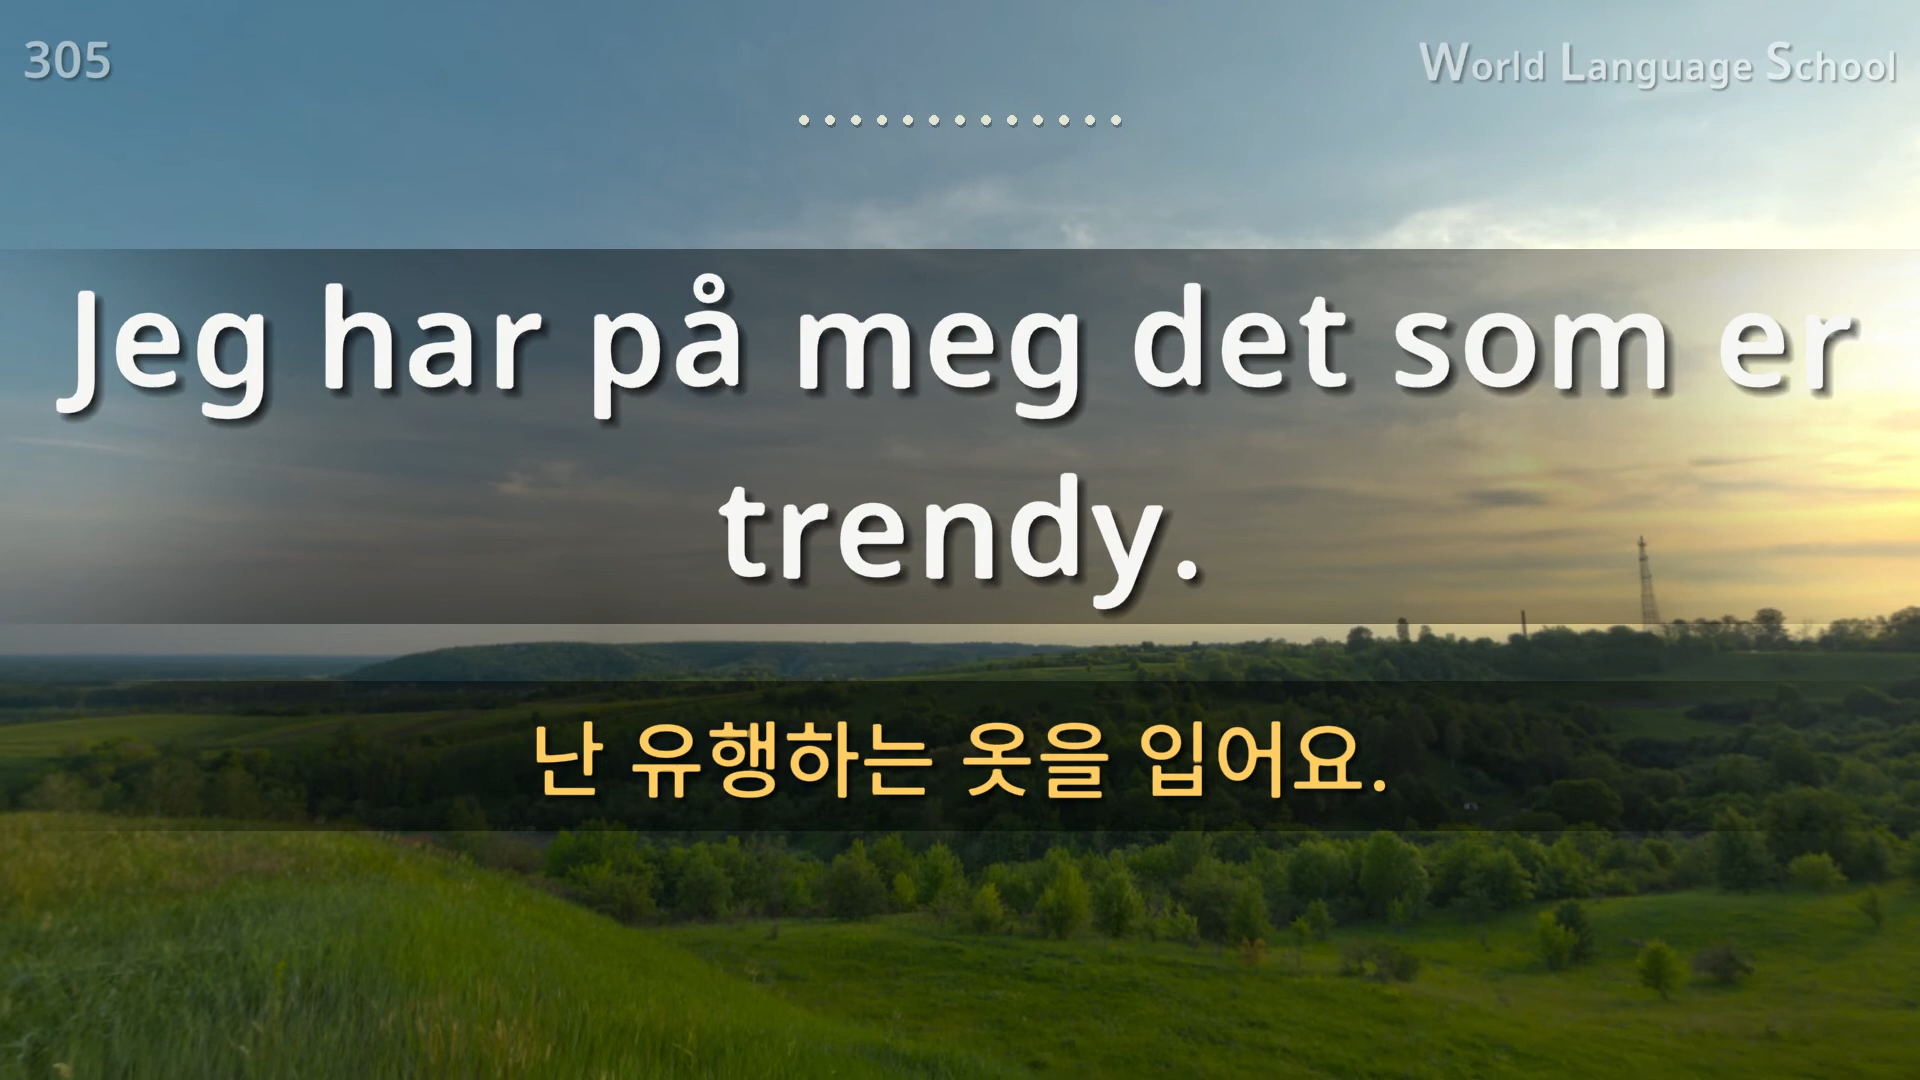 305
World Language School
Jeg har på meg det som er
trendy.
난 유행하는 옷을 입어요.